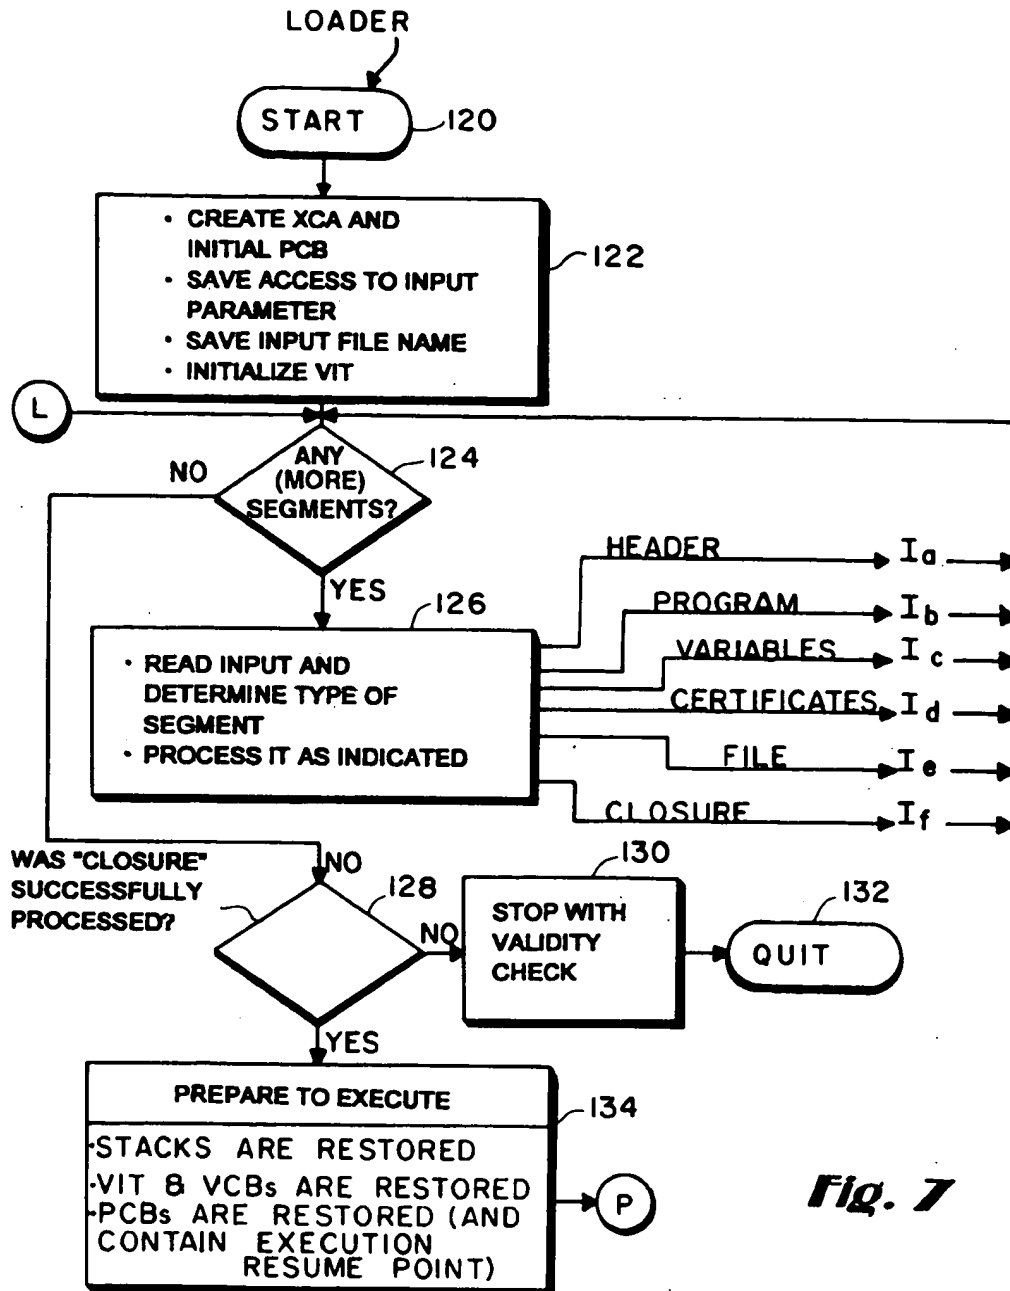 LOADER
START
120
• CREATE XCA AND
INITIAL PCB
• SAVE ACCESS TO INPUT
PARAMETER
• SAVE INPUT FILE NAME
• INITIALIZE VIT
122
L
ANY
(MORE)
SEGMENTS?
124
NO
YES
126
• READ INPUT AND
DETERMINE TYPE OF
SEGMENT
• PROCESS IT AS INDICATED
HEADER Ia
PROGRAM Ib
VARIABLES Ic
CERTIFICATES Id
FILE Ie
CLOSURE If
WAS "CLOSURE"
SUCCESSFULLY
PROCESSED?
NO
128
NO
130
STOP WITH
VALIDITY
CHECK
132
QUIT
YES
PREPARE TO EXECUTE
134
•STACKS ARE RESTORED
•VIT & VCBs ARE RESTORED
•PCBs ARE RESTORED (AND
CONTAIN EXECUTION
RESUME POINT)
P
Fig. 7